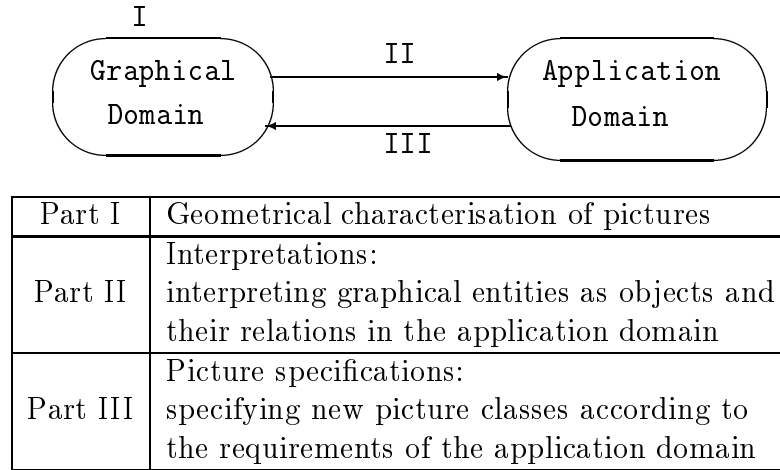 I
Graphical
Domain
II
III
Application
Domain
Part I
Geometrical characterisation of pictures
Part II
Interpretations:
interpreting graphical entities as objects and
their relations in the application domain
Part III
Picture specifications:
specifying new picture classes according to
the requirements of the application domain